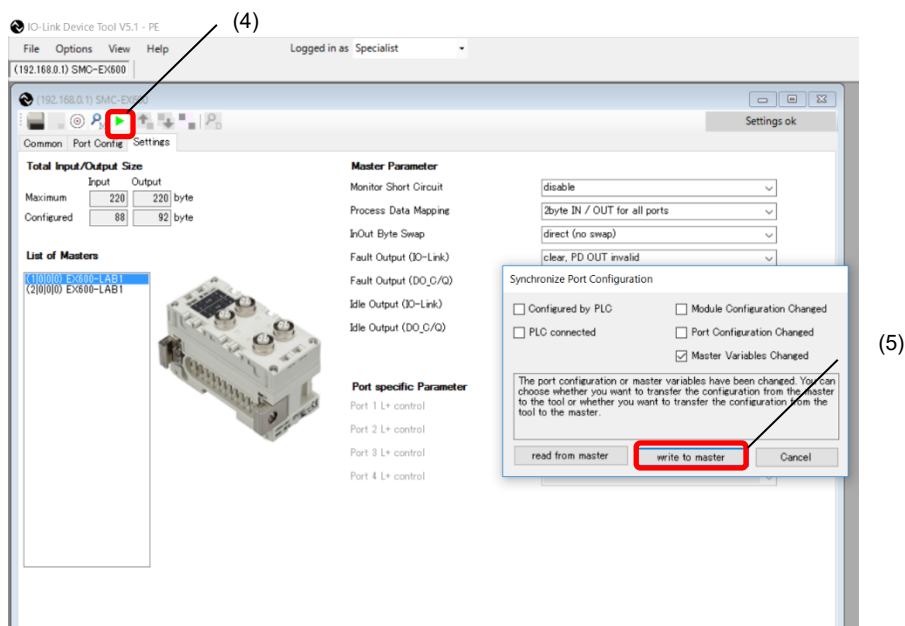 (4)
IO-Link Device Tool V5.1 - PE
File Options View Help Logged in as Specialist
(192.168.0.1) SMC-EX600
(192.168.0.1) SMC-EX600
Settings ok
Common Port Config Settings
Total Input/Output Size
Input Output
Maximum 220 220 byte
Configured 88 92 byte
List of Masters
(1|0|0|0) EX600-LAB1
(2|0|0|0) EX600-LAB1
Master Parameter
Monitor Short Circuit disable
Process Data Mapping 2byte IN / OUT for all ports
InOut Byte Swap direct (no swap)
Fault Output (IO-Link) clear, PD OUT invalid
Fault Output (DO_C/Q)
Idle Output (IO-Link)
Idle Output (DO_C/Q)
Port specific Parameter
Port 1 L+ control
Port 2 L+ control
Port 3 L+ control
Port 4 L+ control
Synchronize Port Configuration
Configured by PLC Module Configuration Changed
PLC connected Port Configuration Changed
Master Variables Changed
The port configuration or master variables have been changed. You can
choose whether you want to transfer the configuration from the master
to the tool or whether you want to transfer the configuration from the
tool to the master.
read from master write to master Cancel
(5)